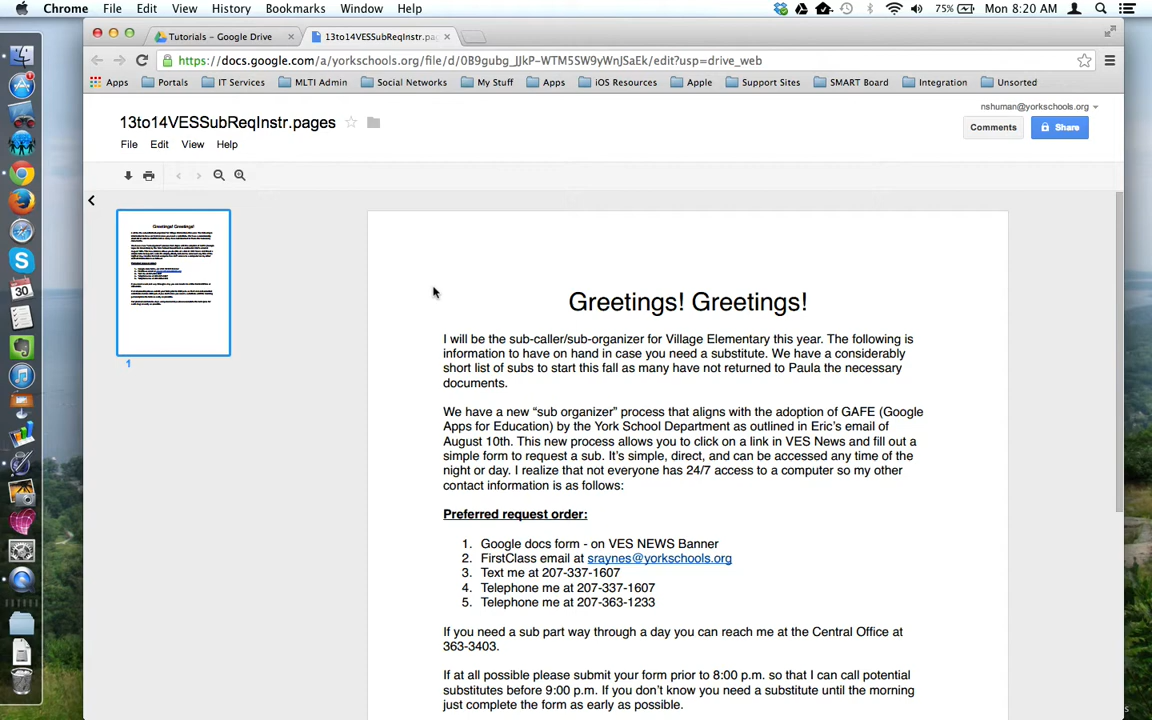 Chrome File Edit View History Bookmarks Window Help 75% Mon 8:20 AM
Tutorials – Google Drive 13to14VESSubReqInstr.pa
https://docs.google.com/a/yorkschools.org/file/d/0B9gubg_JJkP-WTM5SW9yWnJSaEk/edit?usp=drive_web
Apps Portals IT Services MLTI Admin Social Networks My Stuff Apps iOS Resources Apple Support Sites SMART Board Integration Unsorted
nshuman@yorkschools.org
13to14VESSubReqInstr.pages
Comments Share
File Edit View Help
Greetings! Greetings!
I will be the sub-caller/sub-organizer for Village Elementary this year. The following is
information to have on hand in case you need a substitute. We have a considerably
short list of subs to start this fall as many have not returned to Paula the necessary
documents.
We have a new “sub organizer” process that aligns with the adoption of GAFE (Google
Apps for Education) by the York School Department as outlined in Eric’s email of
August 10th. This new process allows you to click on a link in VES News and fill out a
simple form to request a sub. It’s simple, direct, and can be accessed any time of the
night or day. I realize that not everyone has 24/7 access to a computer so my other
contact information is as follows:
Preferred request order:
1. Google docs form - on VES NEWS Banner
2. FirstClass email at sraynes@yorkschools.org
3. Text me at 207-337-1607
4. Telephone me at 207-337-1607
5. Telephone me at 207-363-1233
If you need a sub part way through a day you can reach me at the Central Office at
363-3403.
If at all possible please submit your form prior to 8:00 p.m. so that I can call potential
substitutes before 9:00 p.m. If you don’t know you need a substitute until the morning
just complete the form as early as possible.
Greetings! Greetings!
1
30